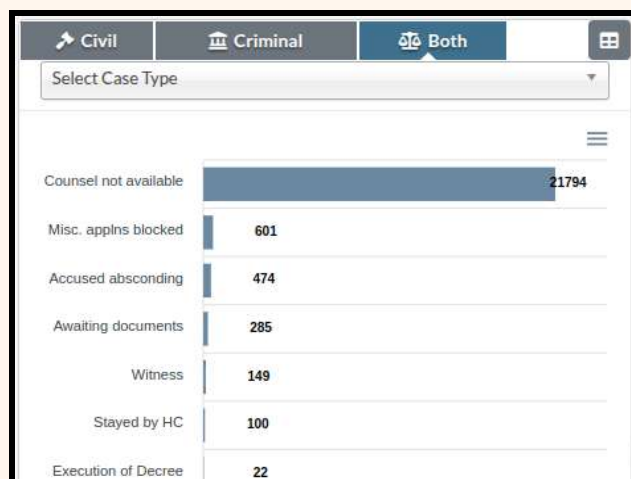 Civil Criminal Both
Select Case Type
Counsel not available 21794
Misc. applns blocked 601
Accused absconding 474
Awaiting documents 285
Witness 149
Stayed by HC 100
Execution of Decree 22